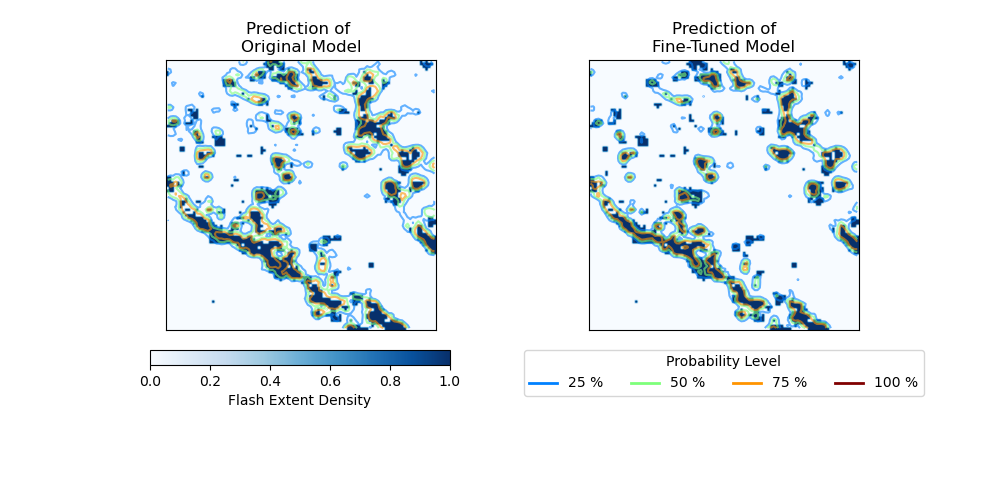 Prediction of
Original Model
Prediction of
Fine-Tuned Model
0.0 0.2 0.4 0.6 0.8 1.0
Flash Extent Density
Probability Level
25 % 50 % 75 % 100 %